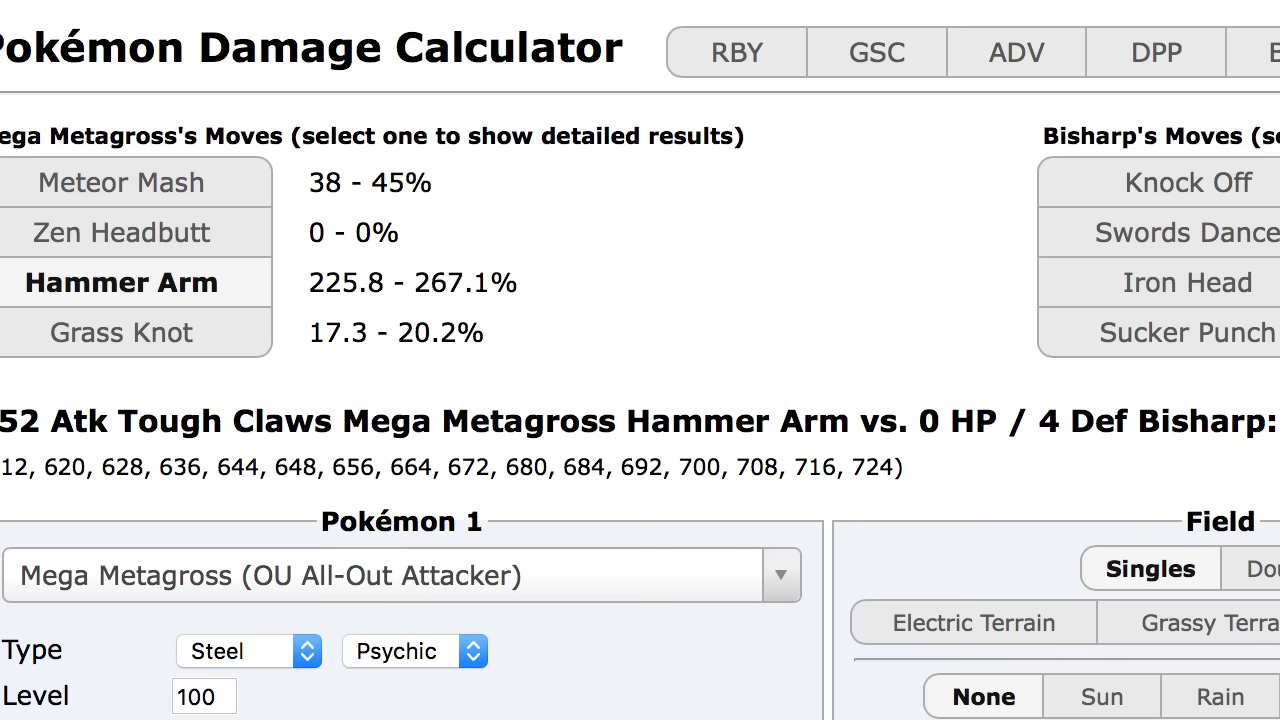 Pokémon Damage Calculator RBY GSC ADV DPP
Mega Metagross's Moves (select one to show detailed results) Bisharp's Moves
Meteor Mash 38 - 45% Knock Off
Zen Headbutt 0 - 0% Swords Dance
Hammer Arm 225.8 - 267.1% Iron Head
Grass Knot 17.3 - 20.2% Sucker Punch
52 Atk Tough Claws Mega Metagross Hammer Arm vs. 0 HP / 4 Def Bisharp:
12, 620, 628, 636, 644, 648, 656, 664, 672, 680, 684, 692, 700, 708, 716, 724)
Pokémon 1 Field
Mega Metagross (OU All-Out Attacker) Singles
Electric Terrain Grassy Terra
Type Steel Psychic
Level 100 None Sun Rain